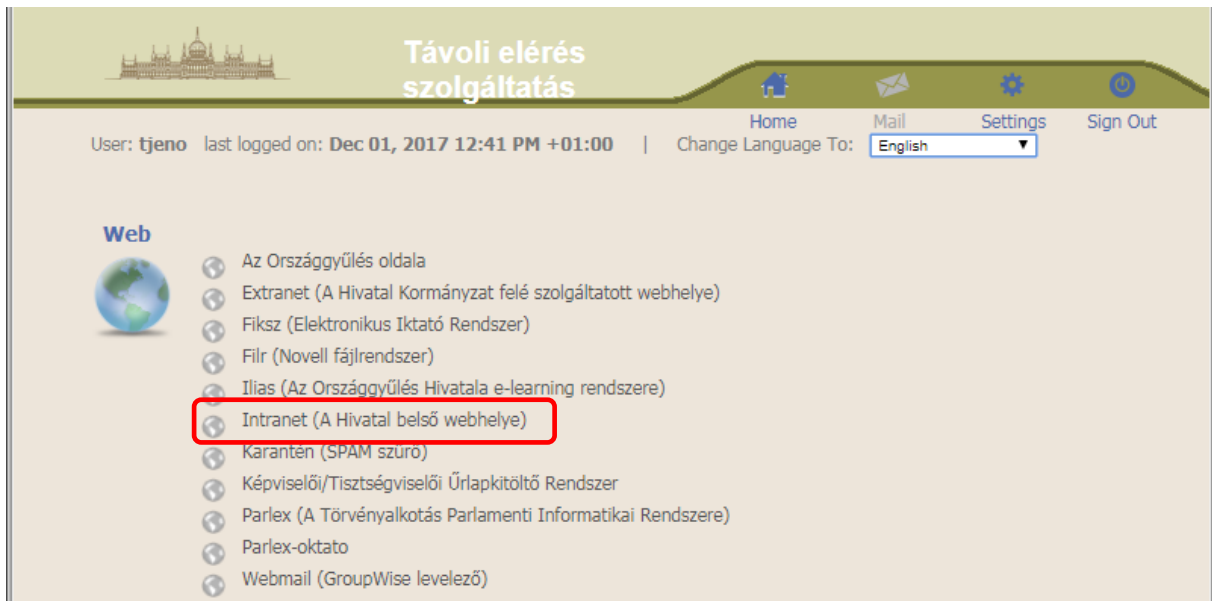 Távoli elérés
szolgáltatás
Home Mail Settings Sign Out
User: tjeno last logged on: Dec 01, 2017 12:41 PM +01:00 | Change Language To: English
Web
Az Országgyűlés oldala
Extranet (A Hivatal Kormányzat felé szolgáltatott webhelye)
Fiksz (Elektronikus Iktató Rendszer)
Filr (Novell fájlrendszer)
Ilias (Az Országgyűlés Hivatala e-learning rendszere)
Intranet (A Hivatal belső webhelye)
Karantén (SPAM szűrő)
Képviselői/Tisztségviselői Űrlapkitöltő Rendszer
Parlex (A Törvényalkotás Parlamenti Informatikai Rendszere)
Parlex-oktato
Webmail (GroupWise levelező)